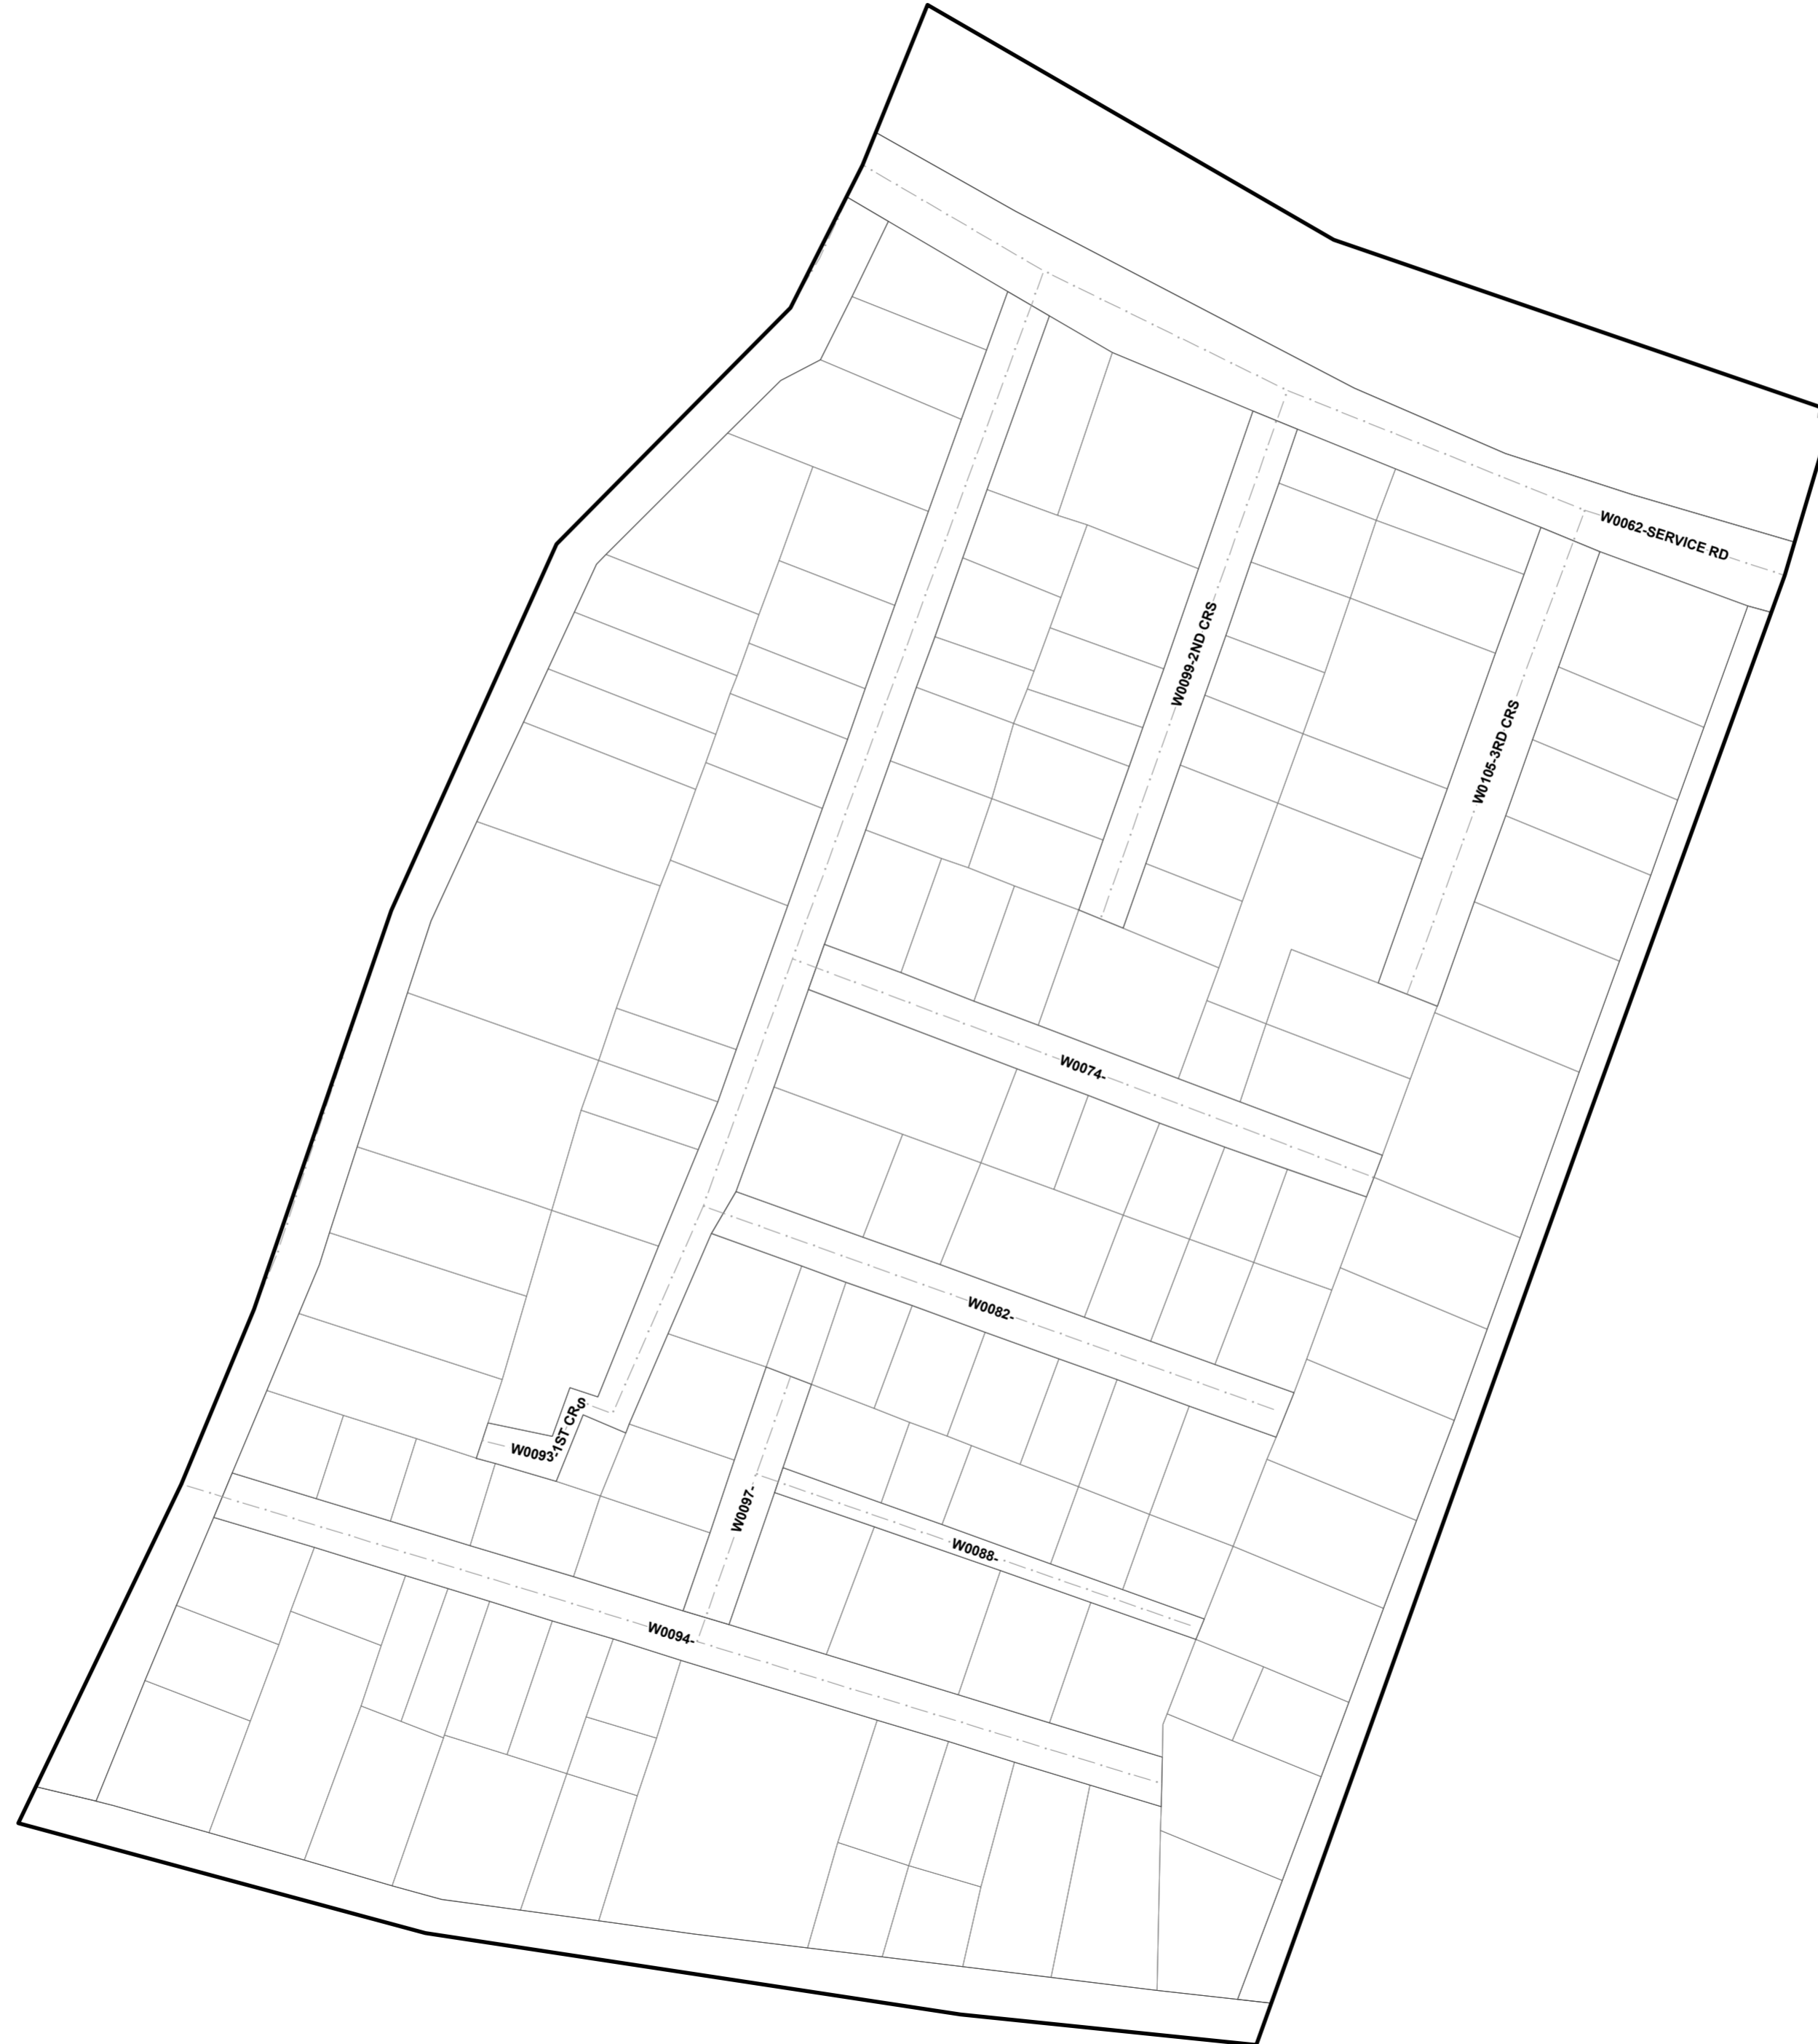 W0062-SERVICE RD
W0099-2ND CRS
W0105-3RD CRS
W0074-
W0082-
W0093-1ST CRS
W0097-
W0088-
W0094-